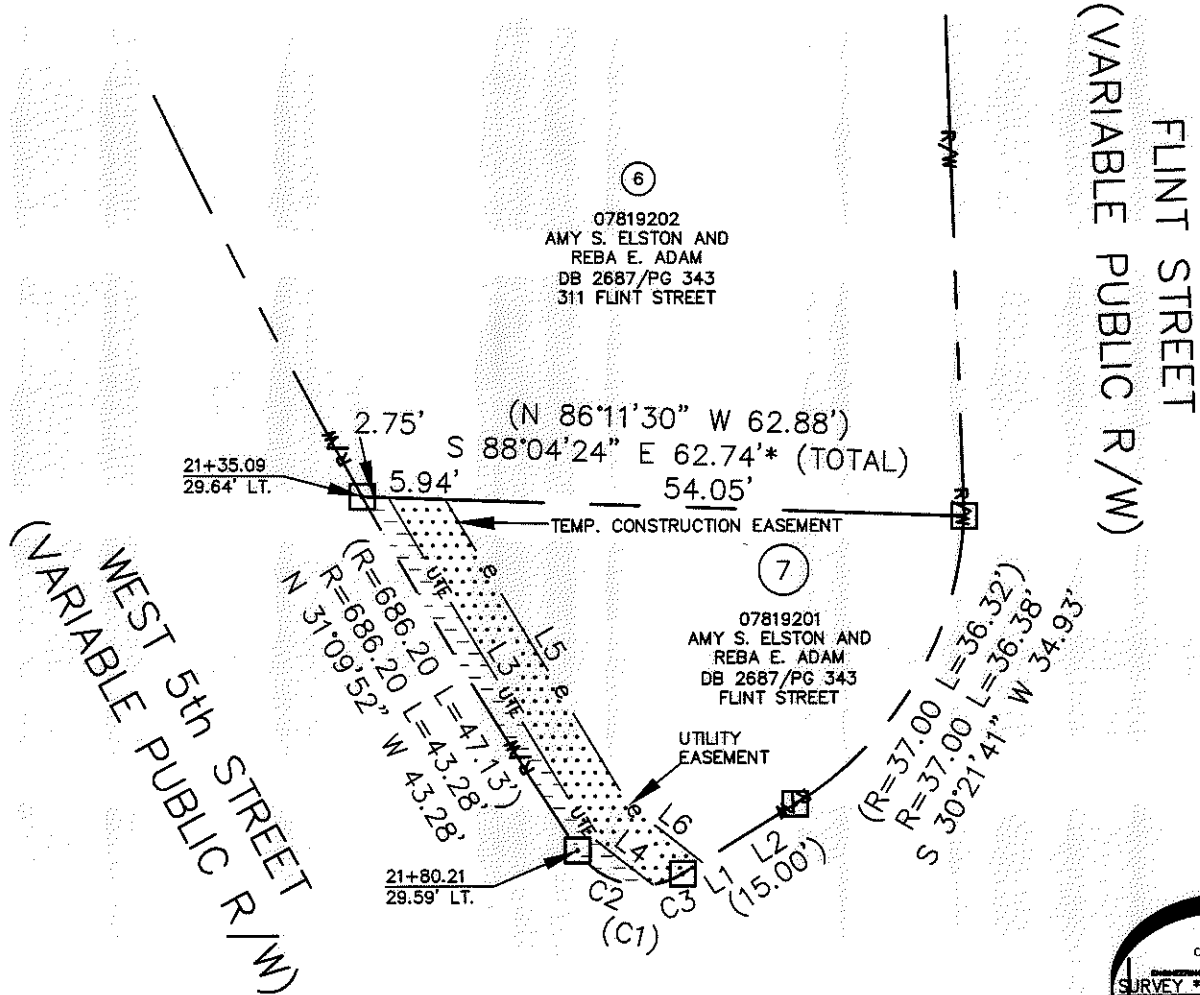 FLINT STREET
(VARIABLE PUBLIC R/W)
R/W
6
07819202
AMY S. ELSTON AND
REBA E. ADAM
DB 2687/PG 343
311 FLINT STREET
R/W
2.75'
(N 86°11'30" W 62.88')
S 88°04'24" E 62.74'* (TOTAL)
21+35.09
29.64' LT.
5.94'
54.05'
R/W
TEMP. CONSTRUCTION EASEMENT
7
07819201
AMY S. ELSTON AND
REBA E. ADAM
DB 2687/PG 343
FLINT STREET
UTE
e
L5
L3
e
UTE
(R=686.20 L=47.13')
R=686.20 L=43.28'
N 31°09'52" W 43.28'
R/W
WEST 5th STREET
(VARIABLE PUBLIC R/W)
UTILITY
EASEMENT
e
L6
UTE
L4
(R=37.00 L=36.32')
R=37.00 L=36.38'
S 30°21'41" W 34.93'
21+80.21
29.59' LT.
C2
(C1)
C3
L1
L2
(15.00')
SURVEY